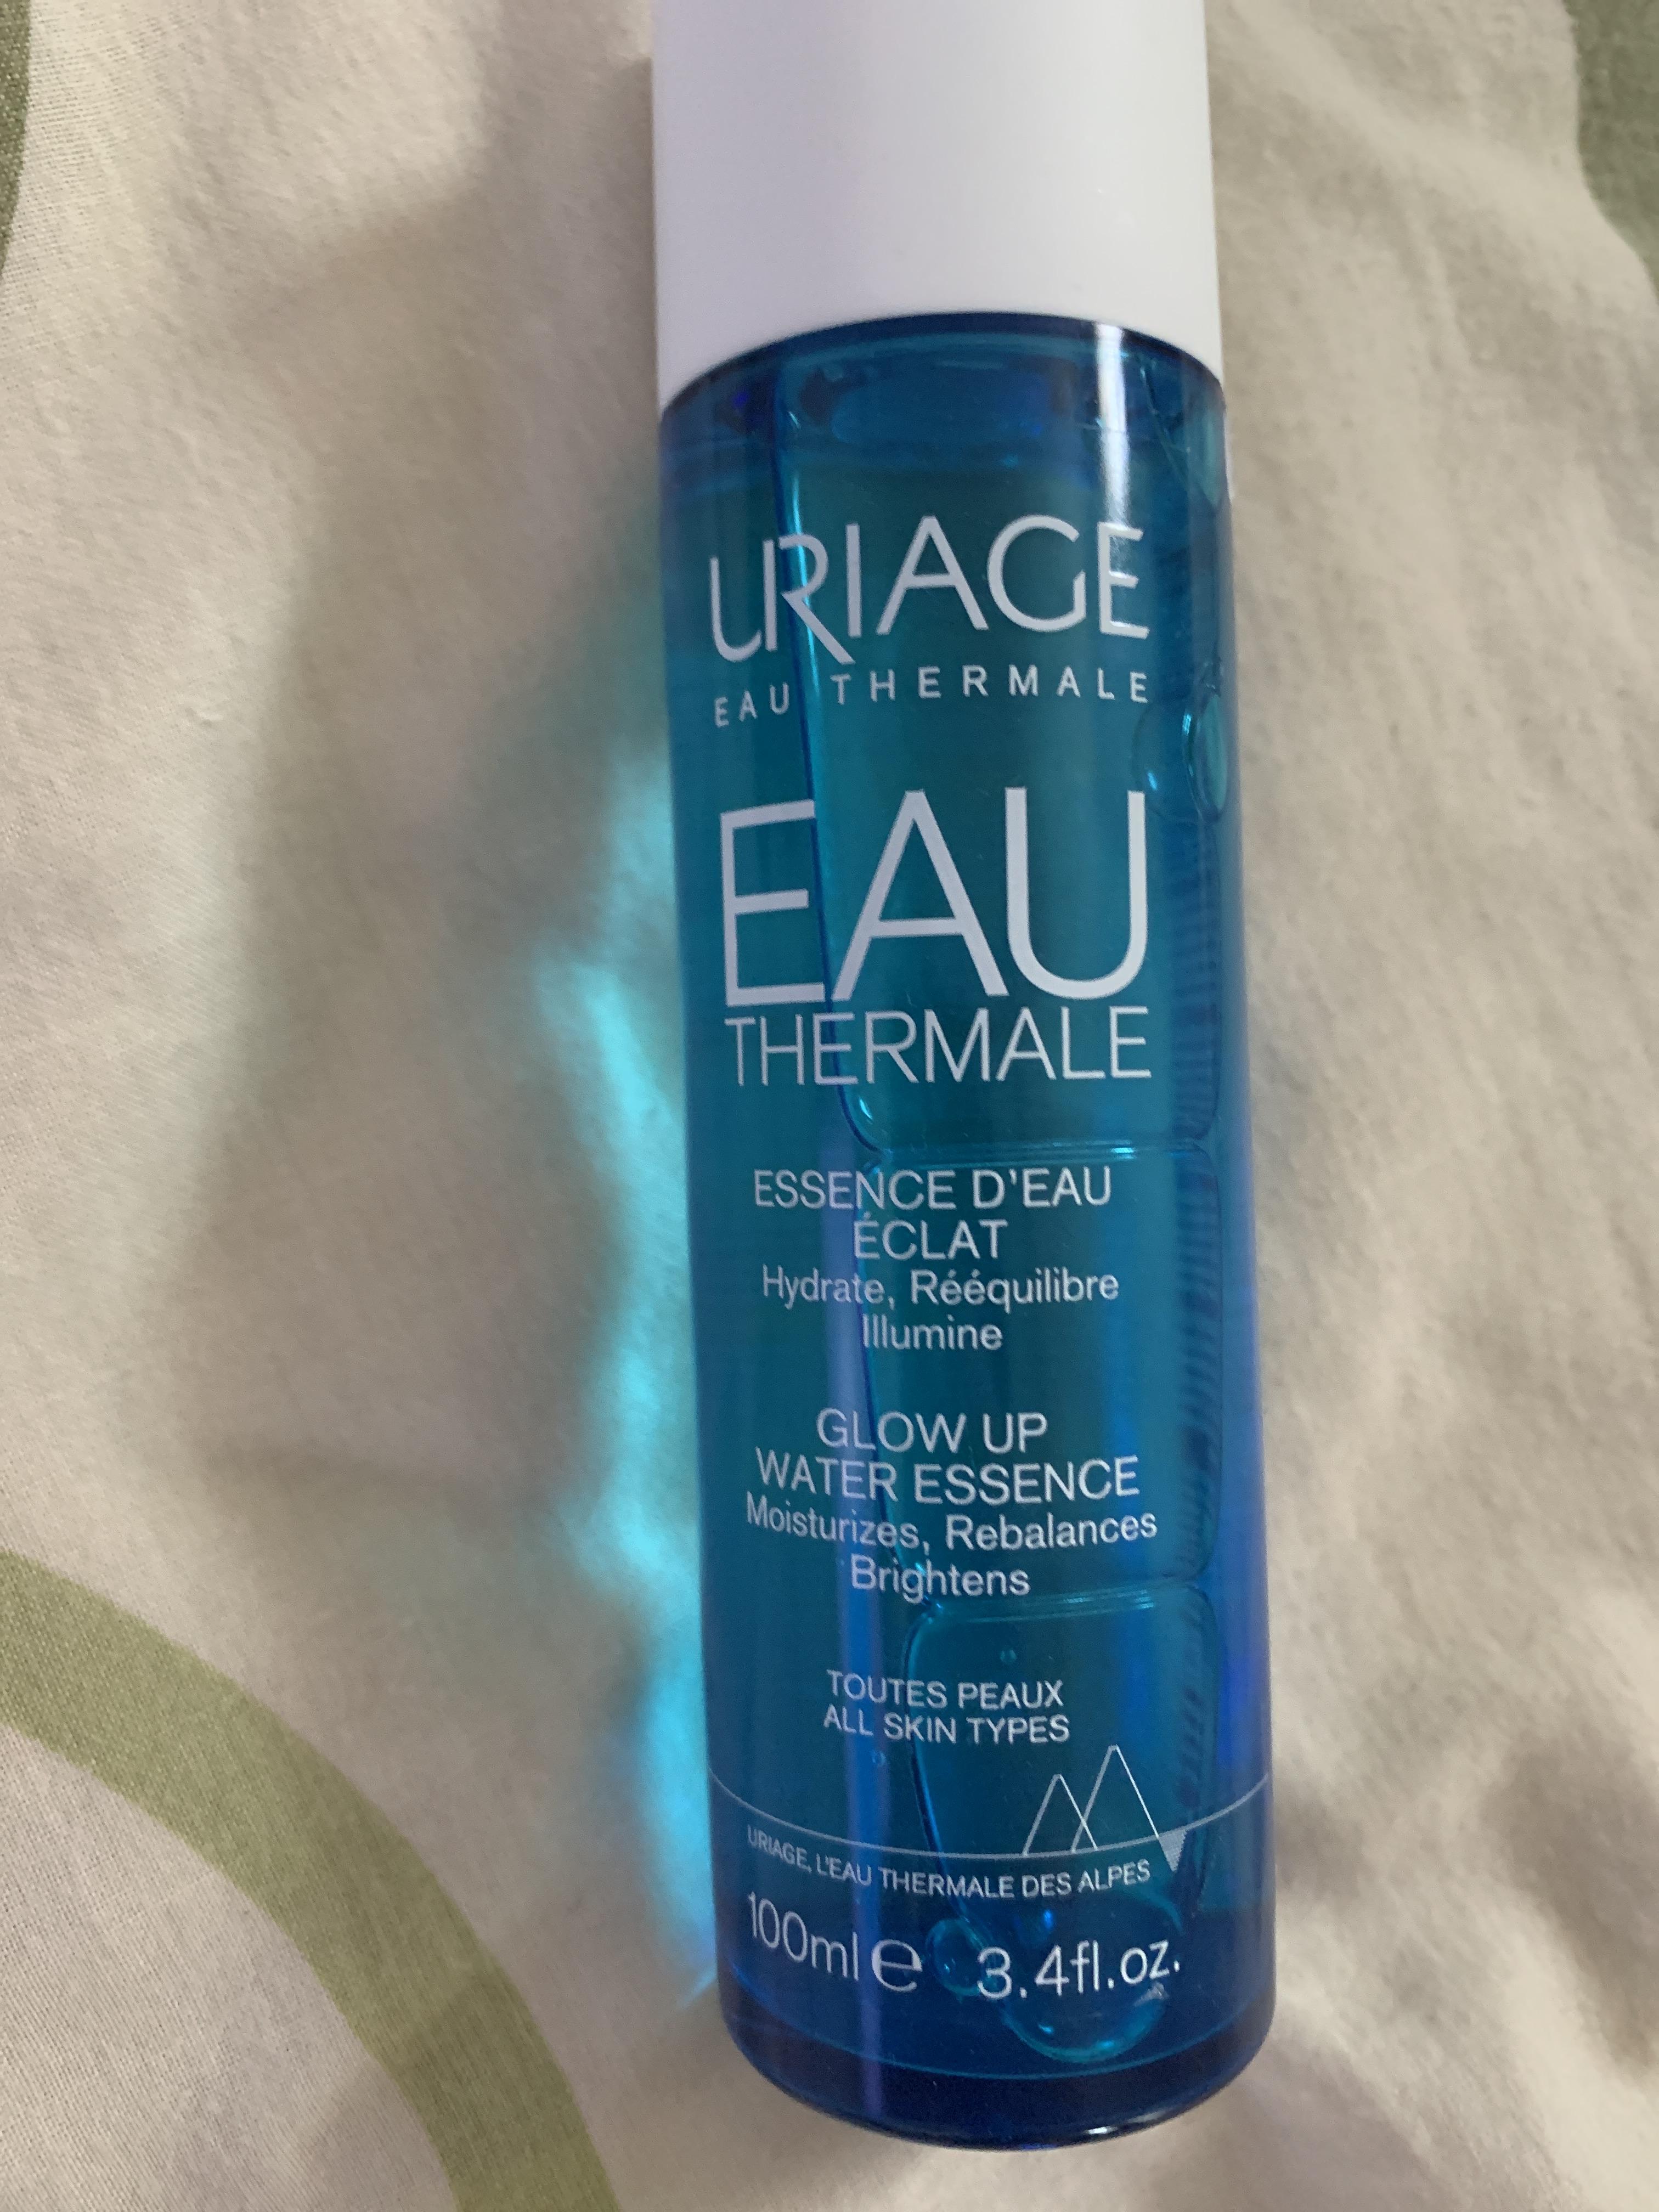 URIAGE
EAU THERMALE
EAU
THERMALE
ESSENCE D'EAU
ÉCLAT
Hydrate, Rééquilibre
Illumine
GLOW UP
WATER ESSENCE
Moisturizes, Rebalances
Brightens
TOUTES PEAUX
ALL SKIN TYPES
URIAGE, L'EAU THERMALE DES ALPES
100ml e 3.4fl.oz.